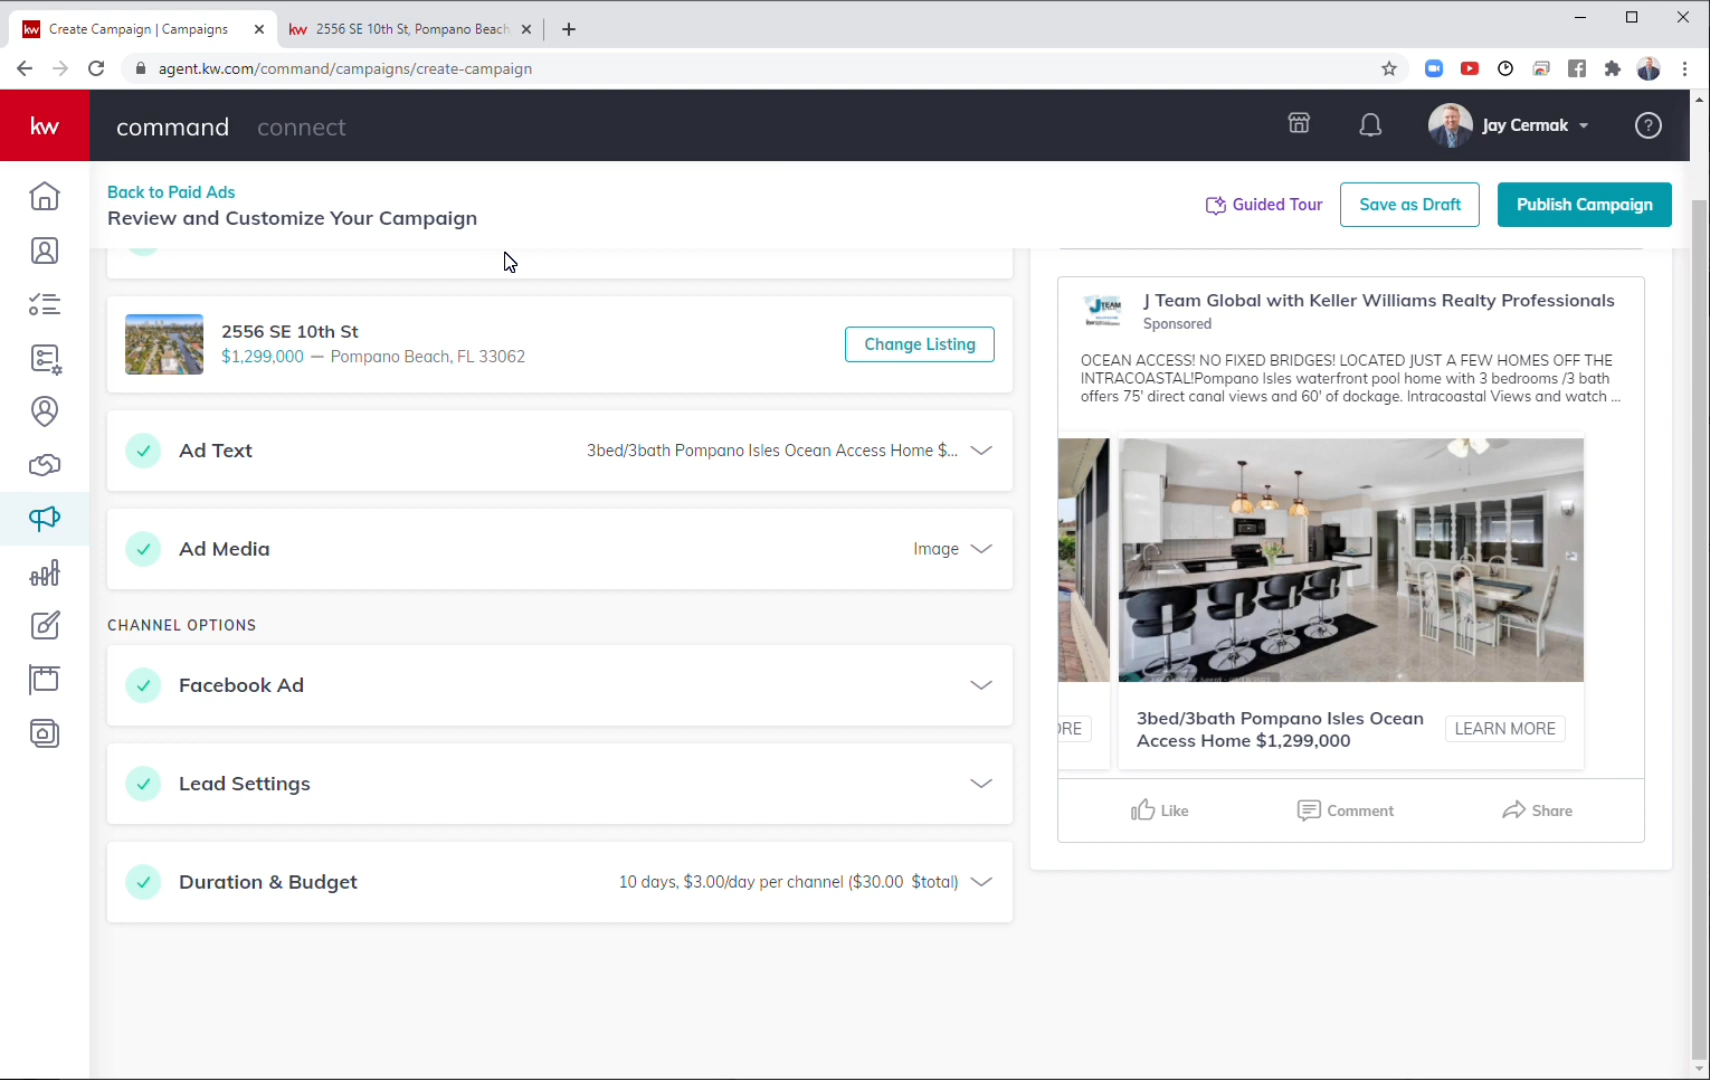 kw Create Campaign | Campaigns
kw 2556 SE 10th St, Pompano Beach
agent.kw.com/command/campaigns/create-campaign
kw command connect
Jay Cermak
?
Back to Paid Ads
Review and Customize Your Campaign
Guided Tour
Save as Draft
Publish Campaign
2556 SE 10th St
$1,299,000 — Pompano Beach, FL 33062
Change Listing
Ad Text
3bed/3bath Pompano Isles Ocean Access Home $...
Ad Media
Image
CHANNEL OPTIONS
Facebook Ad
Lead Settings
Duration & Budget
10 days, $3.00/day per channel ($30.00 $total)
J TEAM
kw
J Team Global with Keller Williams Realty Professionals
Sponsored
OCEAN ACCESS! NO FIXED BRIDGES! LOCATED JUST A FEW HOMES OFF THE
INTRACOASTAL!Pompano Isles waterfront pool home with 3 bedrooms /3 bath
offers 75' direct canal views and 60' of dockage. Intracoastal Views and watch ...
ORE
3bed/3bath Pompano Isles Ocean
Access Home $1,299,000
LEARN MORE
Like
Comment
Share